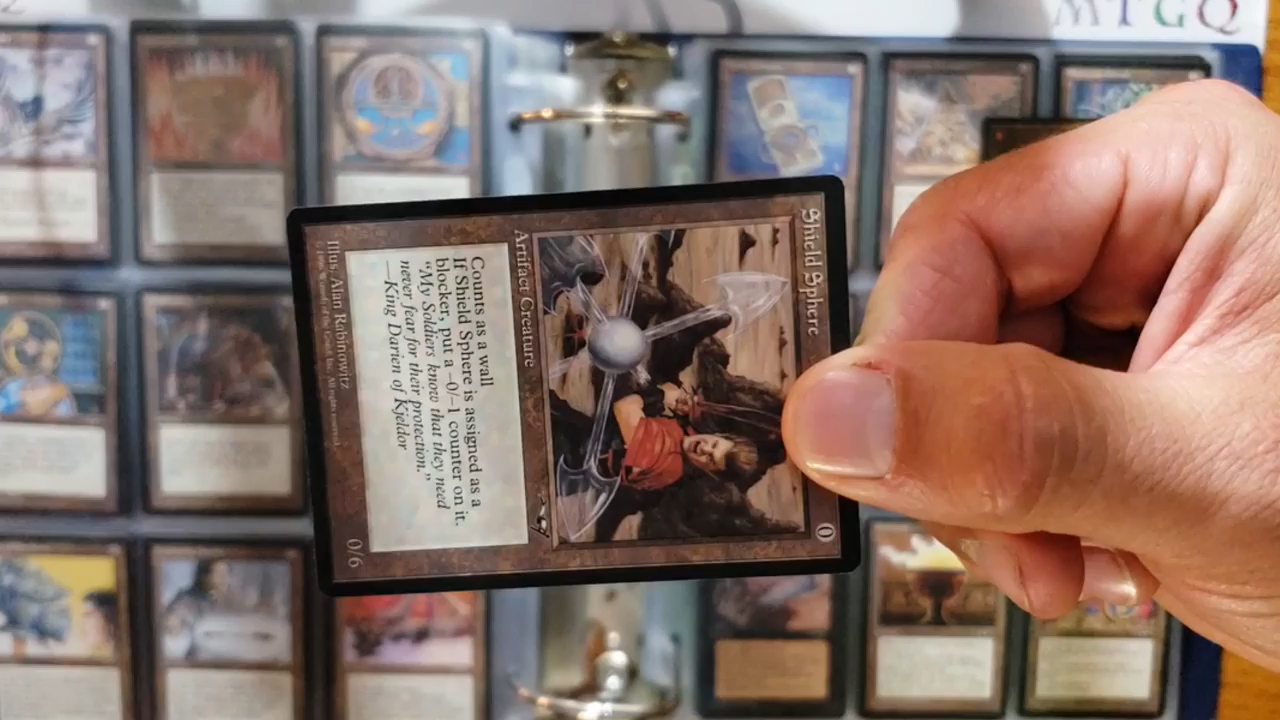 MTGQ
Shield Sphere
0
Artifact Creature
Counts as a wall
If Shield Sphere is assigned as a
blocker, put a –0/–1 counter on it.
"My Soldiers know that they need
never fear for their protection."
—King Darien of Kjeldor
0/6
Illus. Alan Rabinowitz